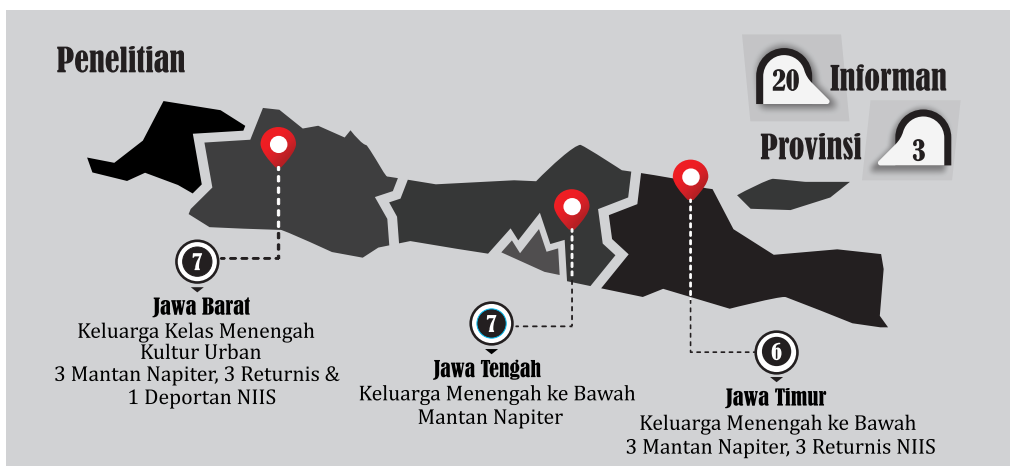 Penelitian
20 Informan
Provinsi 3
7
Jawa Barat
Keluarga Kelas Menengah
Kultur Urban
3 Mantan Napiter, 3 Returnis &
1 Deportan NIIS
7
Jawa Tengah
Keluarga Menengah ke Bawah
Mantan Napiter
6
Jawa Timur
Keluarga Menengah ke Bawah
3 Mantan Napiter, 3 Returnis NIIS